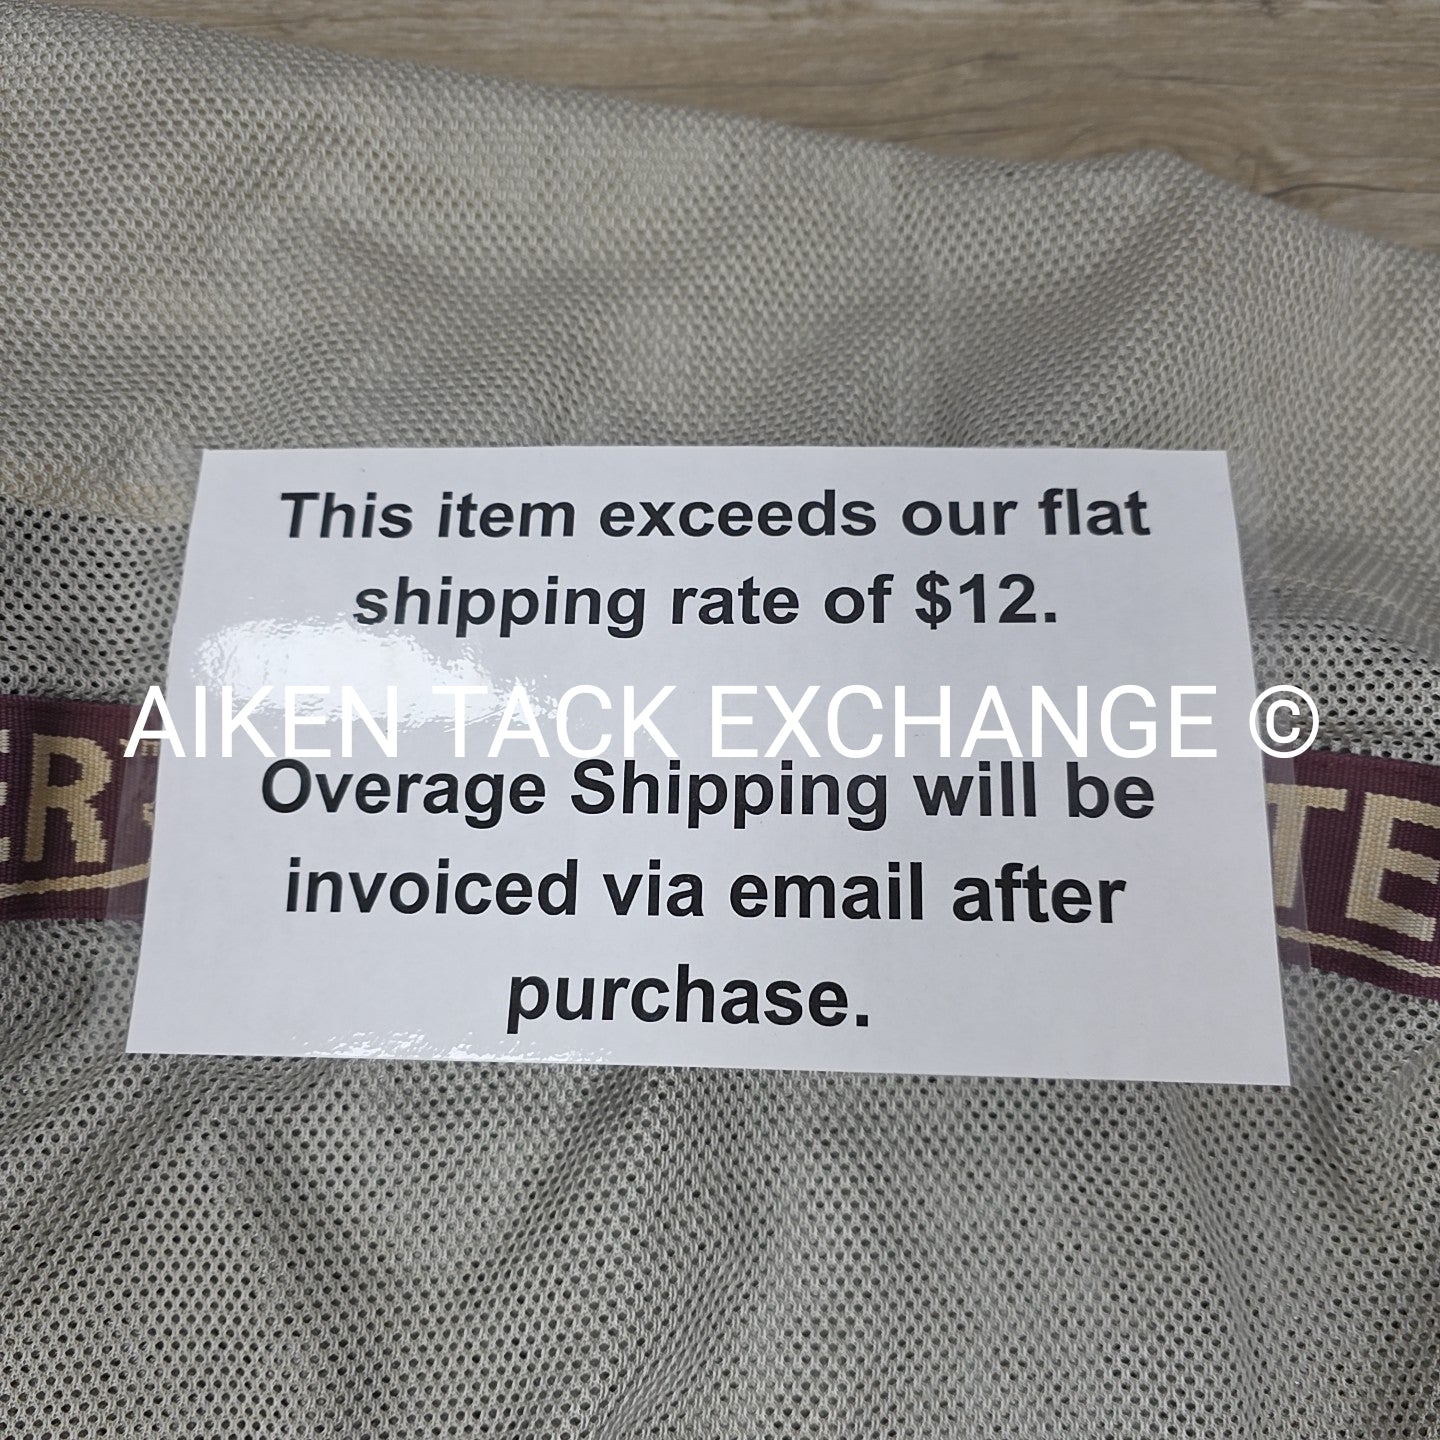 This item exceeds our flat
shipping rate of $12.
AIKEN TACK EXCHANGE ©
Overage Shipping will be
invoiced via email after
purchase.